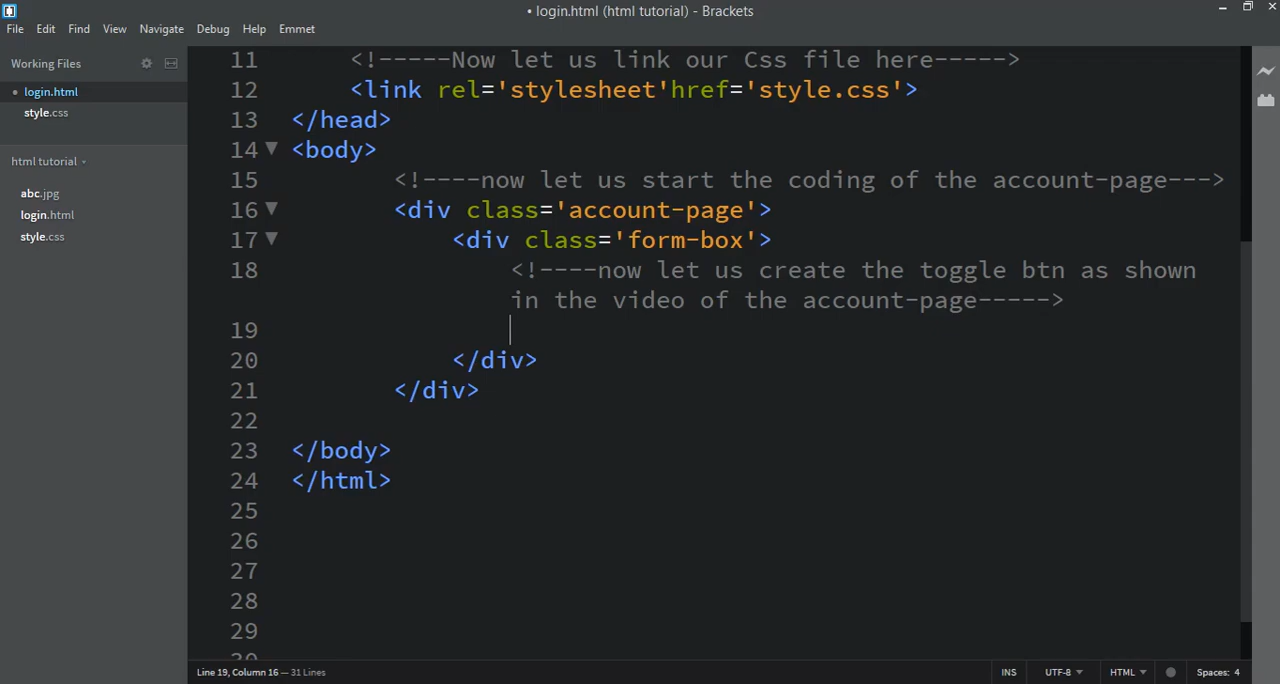 • login.html (html tutorial) - Brackets
File Edit Find View Navigate Debug Help Emmet
Working Files
• login.html
style.css
html tutorial
abc.jpg
login.html
style.css
11 <!-----Now let us link our Css file here----->
12 <link rel='stylesheet'href='style.css'>
13 </head>
14 <body>
15 <!----now let us start the coding of the account-page--->
16 <div class='account-page'>
17 <div class='form-box'>
18 <!----now let us create the toggle btn as shown
in the video of the account-page----->
19
20 </div>
21 </div>
22
23 </body>
24 </html>
25
26
27
28
29
30
Line 19, Column 16 — 31 Lines
INS UTF-8 HTML Spaces: 4